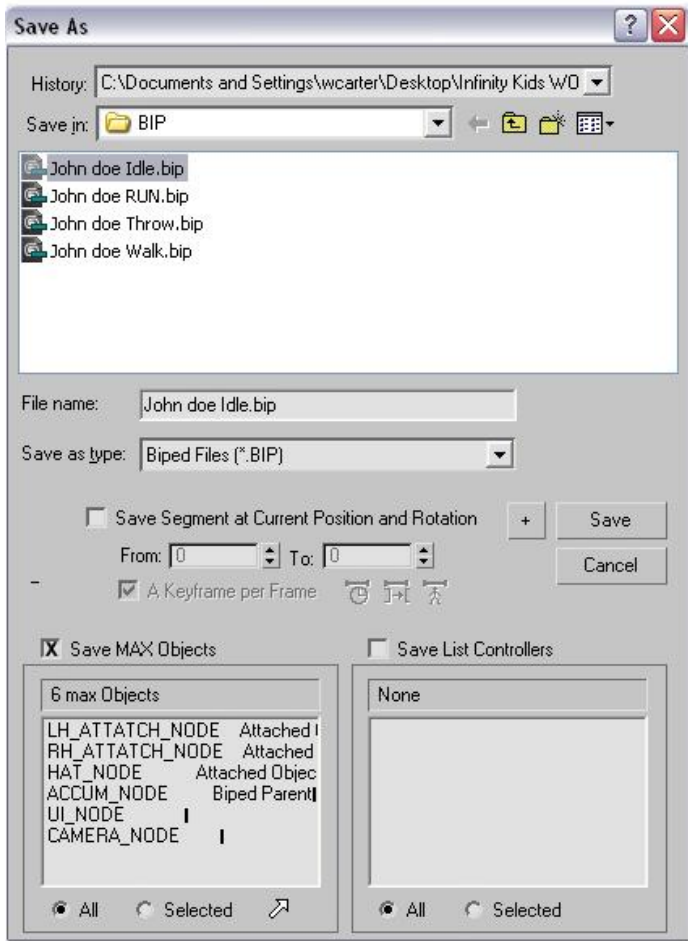 Save As
History: C:\Documents and Settings\wcarter\Desktop\Infinity Kids WO
Save in: BIP
John doe Idle.bip
John doe RUN.bip
John doe Throw.bip
John doe Walk.bip
File name: John doe Idle.bip
Save as type: Biped Files (*.BIP)
Save Segment at Current Position and Rotation + Save
From: 0 To: 0 Cancel
A Keyframe per Frame
X Save MAX Objects Save List Controllers
6 max Objects None
LH_ATTATCH_NODE Attached
RH_ATTATCH_NODE Attached
HAT_NODE Attached Objec
ACCUM_NODE Biped Parent
UI_NODE
CAMERA_NODE
All Selected All Selected